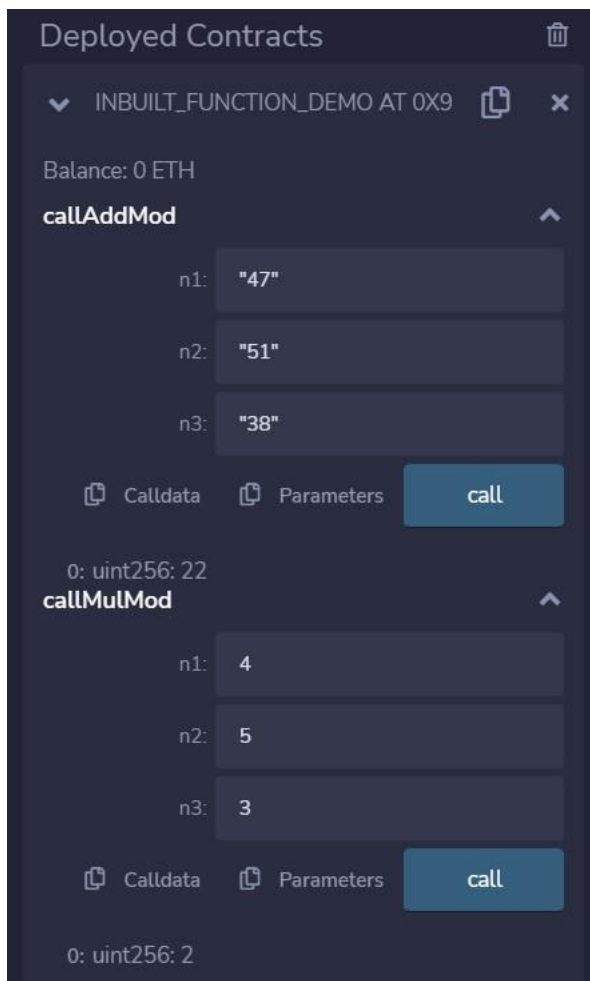 Deployed Contracts
INBUILT_FUNCTION_DEMO AT 0X9
Balance: 0 ETH
callAddMod
n1: "47"
n2: "51"
n3: "38"
Calldata Parameters call
0: uint256: 22
callMulMod
n1: 4
n2: 5
n3: 3
Calldata Parameters call
0: uint256: 2